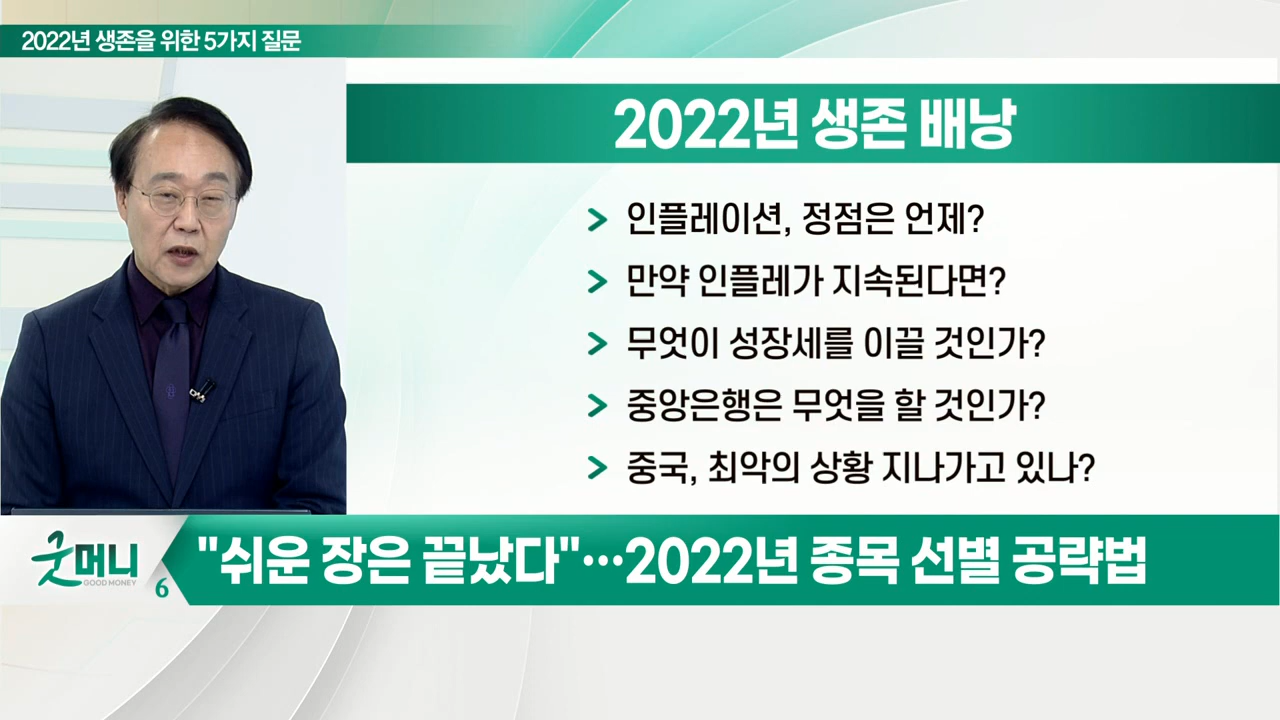 2022년 생존을 위한 5가지 질문
2022년 생존 배낭
> 인플레이션, 정점은 언제?
> 만약 인플레가 지속된다면?
> 무엇이 성장세를 이끌 것인가?
> 중앙은행은 무엇을 할 것인가?
> 중국, 최악의 상황 지나가고 있나?
굿머니
GOOD MONEY
6
"쉬운 장은 끝났다"…2022년 종목 선별 공략법